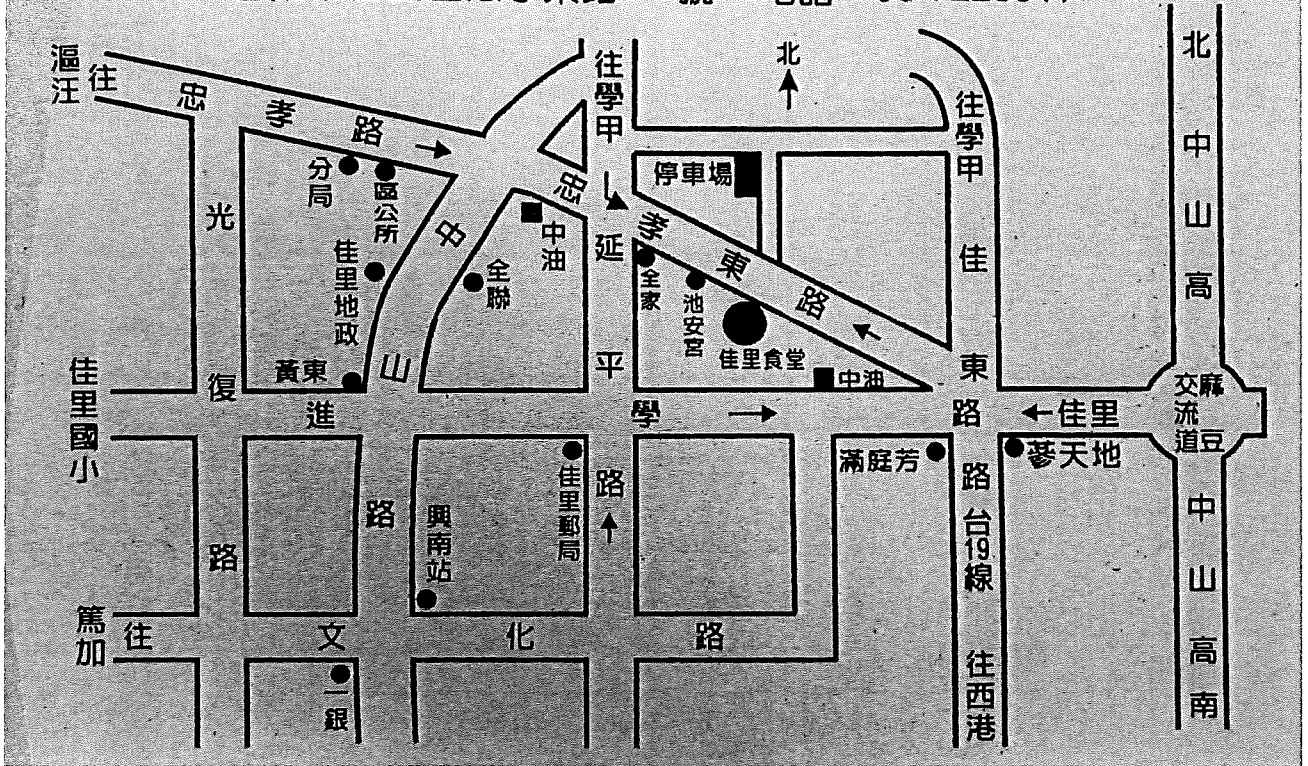 北
往學甲
往漚汪
忠孝路
往學甲
北中山高
分局
區公所
停車場
忠孝東路
光復路
中山路
中油
延平路
佳東路
佳里地政
全聯
全家
池安宮
佳里食堂
中油
黃東
佳里國小
進學路
佳里
麻豆交流道
滿庭芳
蔘天地
佳里郵局
興南站
路台19線
中山高南
往篤加
文化路
往西港
一銀